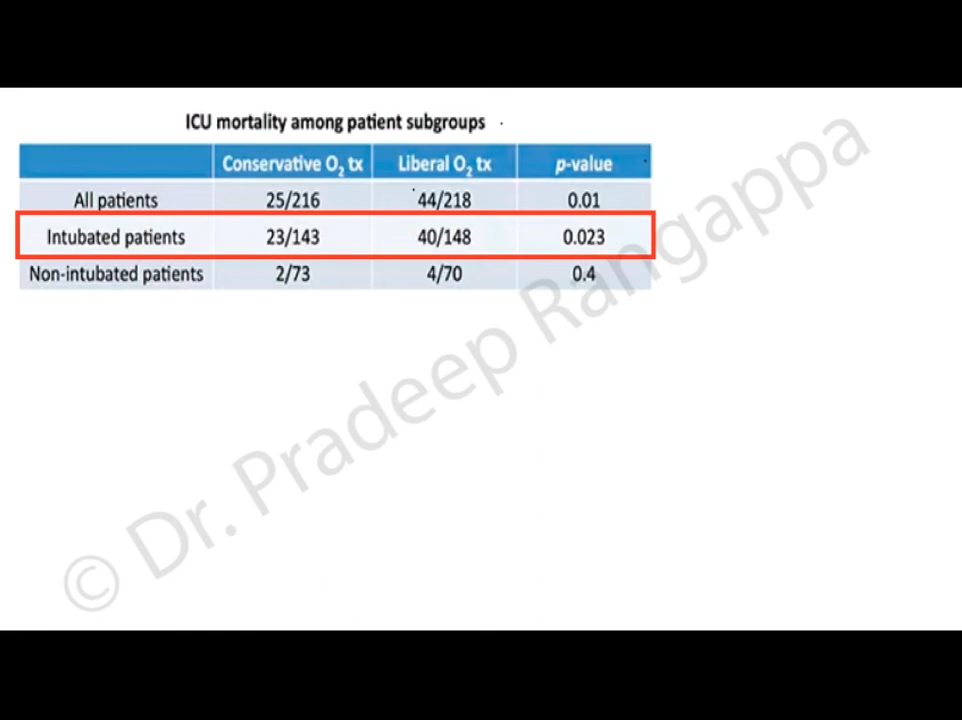 ICU mortality among patient subgroups
Conservative O₂ tx Liberal O₂ tx p-value
All patients 25/216 44/218 0.01
Intubated patients 23/143 40/148 0.023
Non-intubated patients 2/73 4/70 0.4
© Dr. Pradeep Rangappa